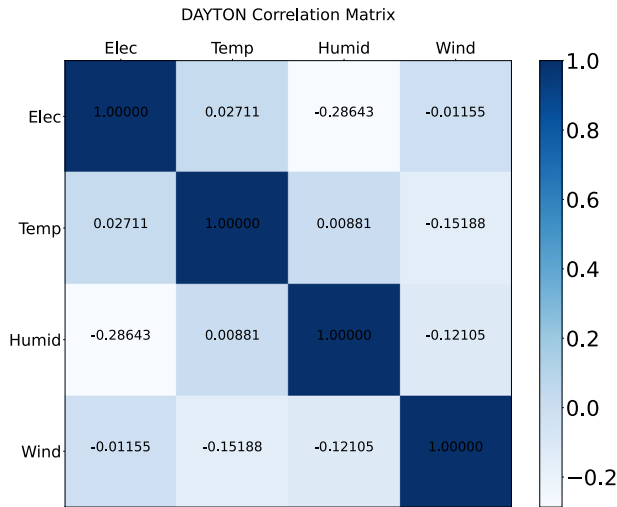 DAYTON Correlation Matrix
Elec Temp Humid Wind
Elec 1.00000 0.02711 -0.28643 -0.01155
Temp 0.02711 1.00000 0.00881 -0.15188
Humid -0.28643 0.00881 1.00000 -0.12105
Wind -0.01155 -0.15188 -0.12105 1.00000
1.0
0.8
0.6
0.4
0.2
0.0
−0.2